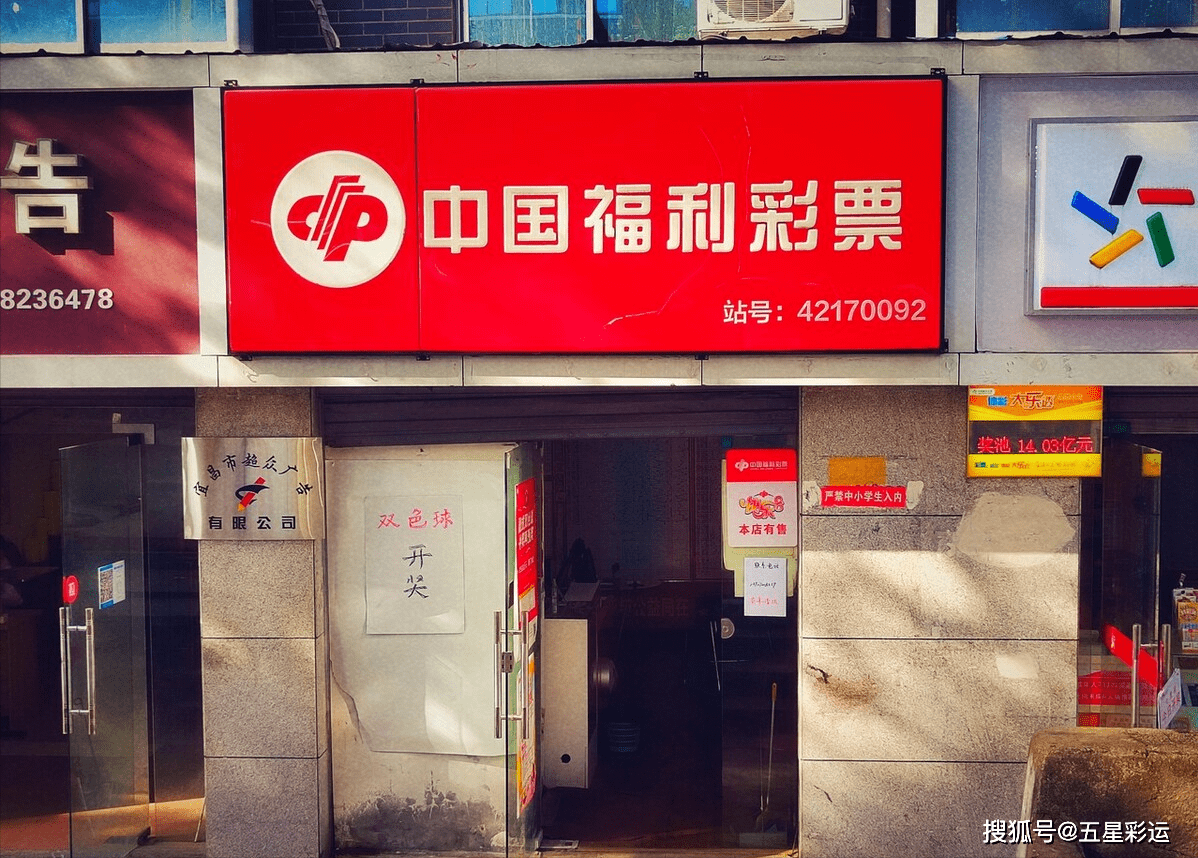 告
8236478
中国福利彩票
站号：42170092
大乐透
奖池 14.03亿元
宜昌市超众广告
有限公司
双色球
开
奖
中国福利彩票
本店有售
严禁中小学生入内
搜狐号@五星彩运